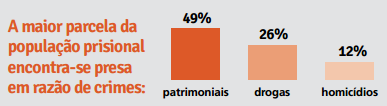 A maior parcela da
população prisional
encontra-se presa
em razão de crimes:
49%
26%
12%
patrimoniais
drogas
homicídios